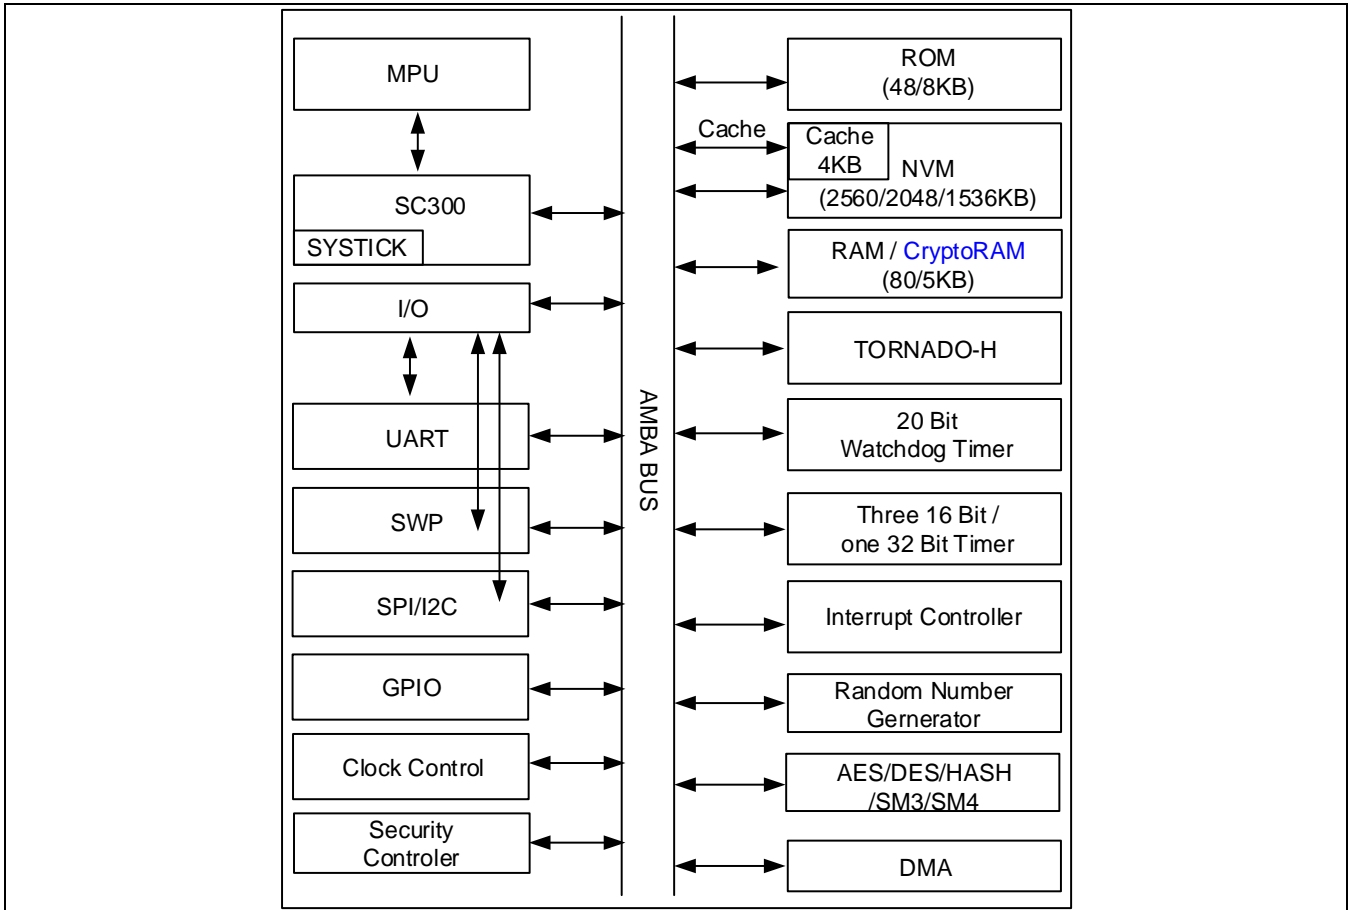 MPU
SC300
SYSTICK
I/O
UART
SWP
SPI/I2C
GPIO
Clock Control
Security
Controler
AMBA BUS
ROM
(48/8KB)
Cache
Cache
4KB
NVM
(2560/2048/1536KB)
RAM / CryptoRAM
(80/5KB)
TORNADO-H
20 Bit
Watchdog Timer
Three 16 Bit /
one 32 Bit Timer
Interrupt Controller
Random Number
Gernerator
AES/DES/HASH
/SM3/SM4
DMA